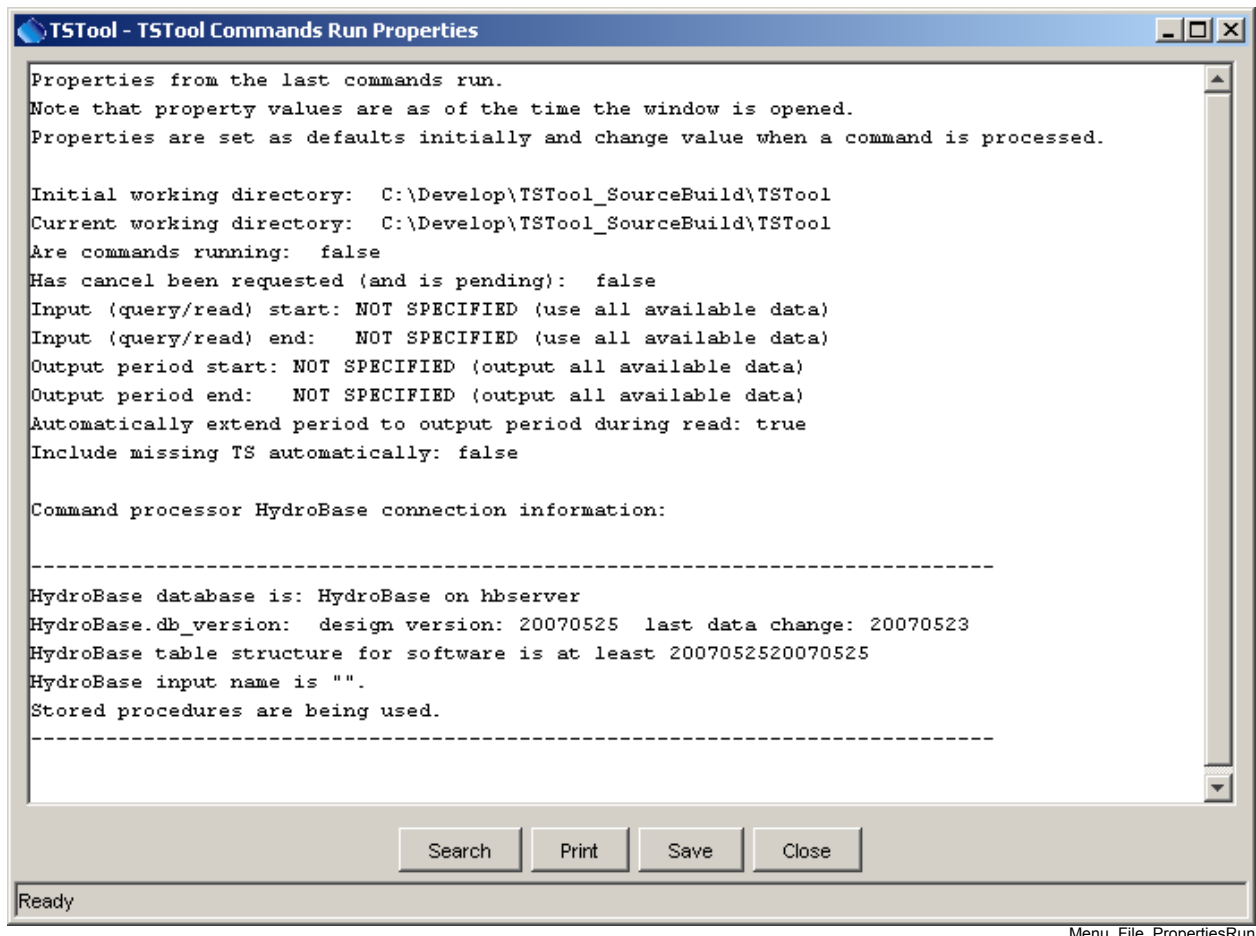 TSTool - TSTool Commands Run Properties
Properties from the last commands run.
Note that property values are as of the time the window is opened.
Properties are set as defaults initially and change value when a command is processed.
Initial working directory:  C:\Develop\TSTool_SourceBuild\TSTool
Current working directory:  C:\Develop\TSTool_SourceBuild\TSTool
Are commands running:  false
Has cancel been requested (and is pending):  false
Input (query/read) start: NOT SPECIFIED (use all available data)
Input (query/read) end:   NOT SPECIFIED (use all available data)
Output period start: NOT SPECIFIED (output all available data)
Output period end:   NOT SPECIFIED (output all available data)
Automatically extend period to output period during read: true
Include missing TS automatically: false
Command processor HydroBase connection information:
-----------------------------------------------------------------------------
HydroBase database is: HydroBase on hbserver
HydroBase.db_version:  design version: 20070525  last data change: 20070523
HydroBase table structure for software is at least 2007052520070525
HydroBase input name is "".
Stored procedures are being used.
-----------------------------------------------------------------------------
Search Print Save Close
Ready
Menu_File_PropertiesRun